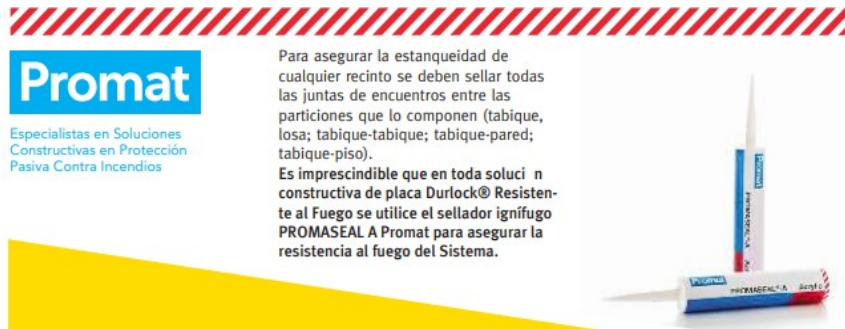 Promat
Especialistas en Soluciones
Constructivas en Protección
Pasiva Contra Incendios
Para asegurar la estanqueidad de
cualquier recinto se deben sellar todas
las juntas de encuentros entre las
particiones que lo componen (tabique,
losa; tabique-tabique; tabique-pared;
tabique-piso).
Es imprescindible que en toda soluci n
constructiva de placa Durlock® Resisten-
te al Fuego se utilice el sellador ignífugo
PROMASEAL A Promat para asegurar la
resistencia al fuego del Sistema.
Promat
PROMASEAL®-A
Promat
PROMASEAL®-A Acrylic